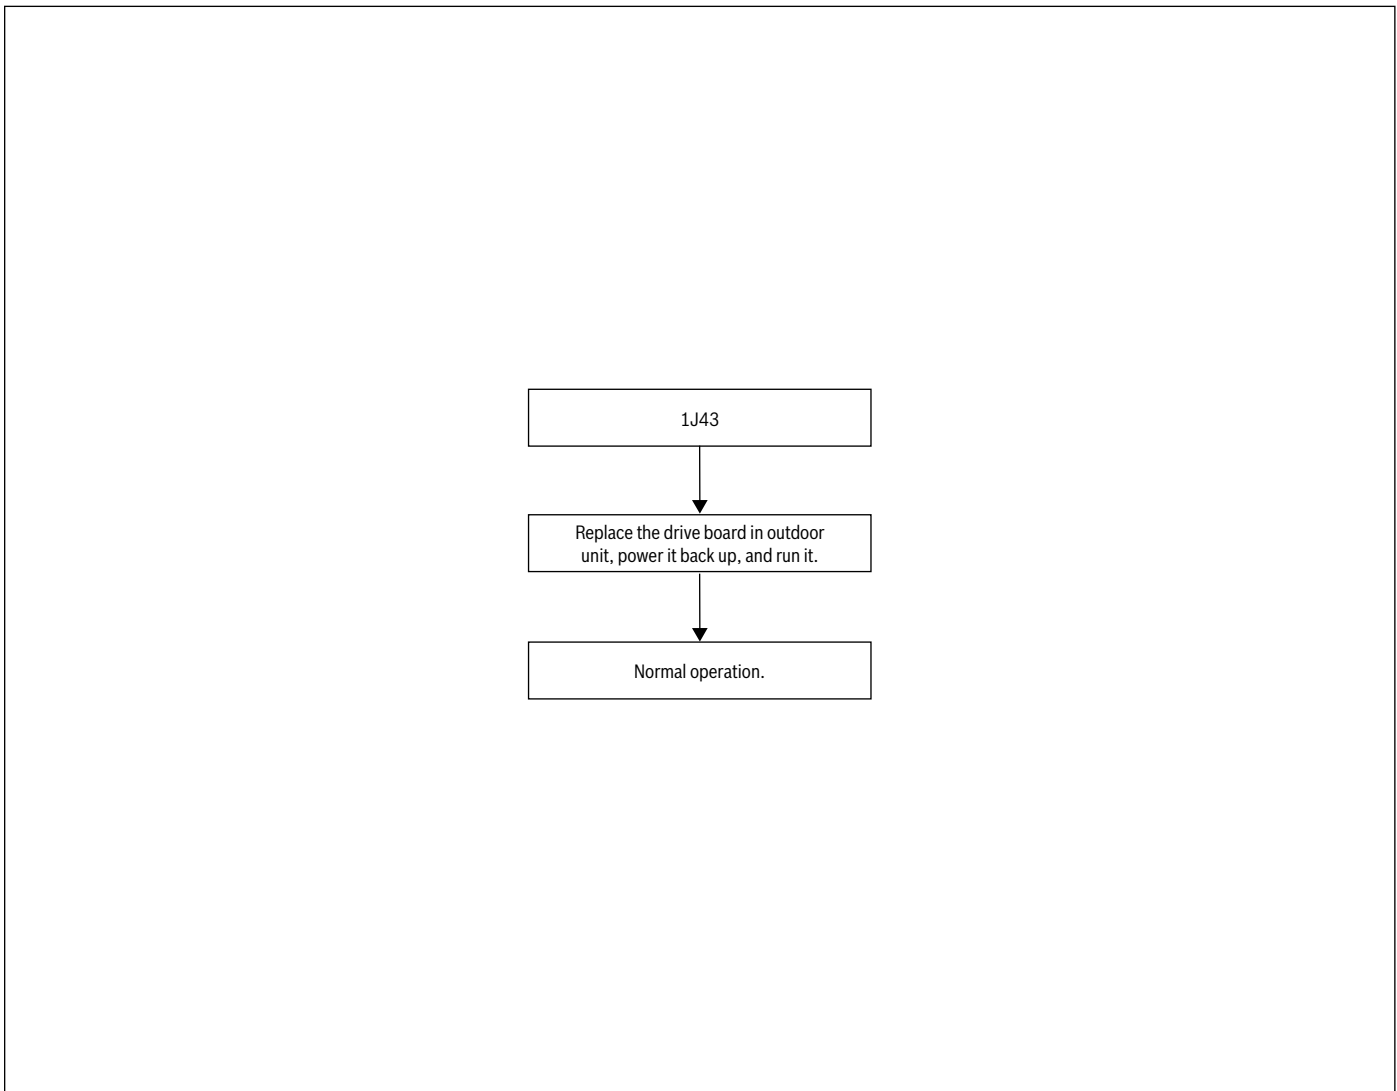 1J43
Replace the drive board in outdoor
unit, power it back up, and run it.
Normal operation.